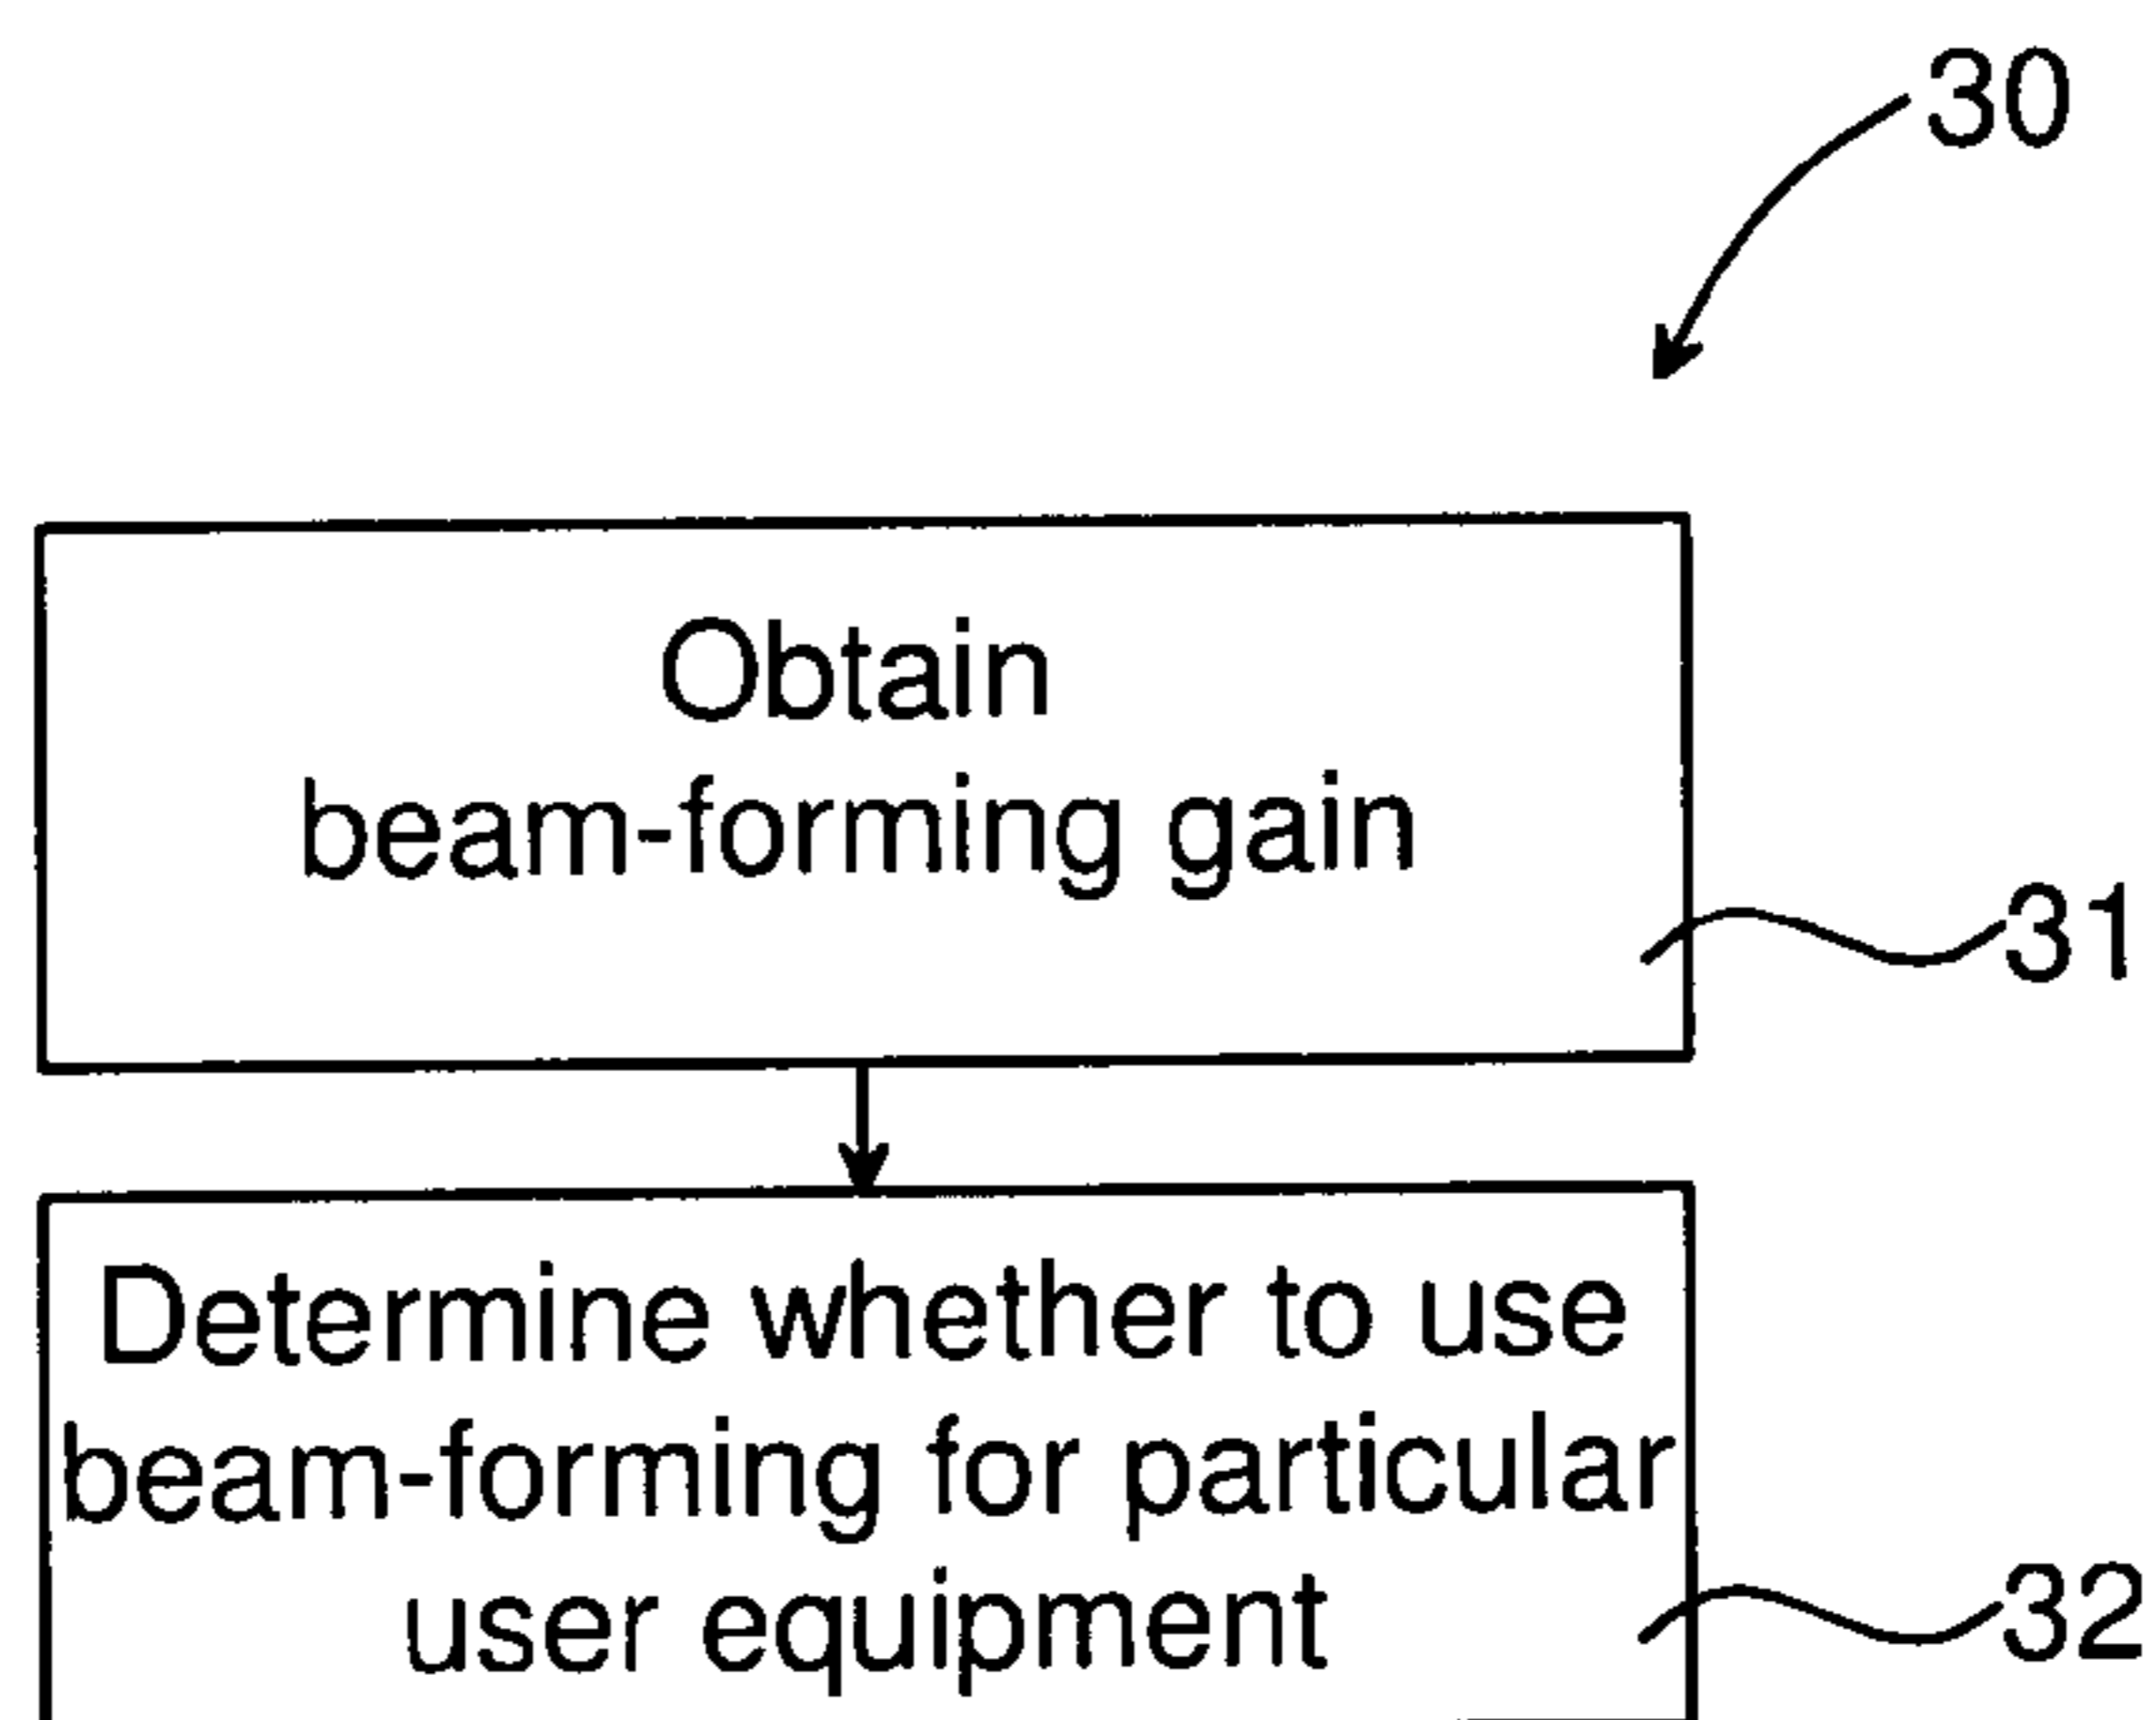 30
Obtain
beam-forming gain
31
Determine whether to use
beam-forming for particular
user equipment
32